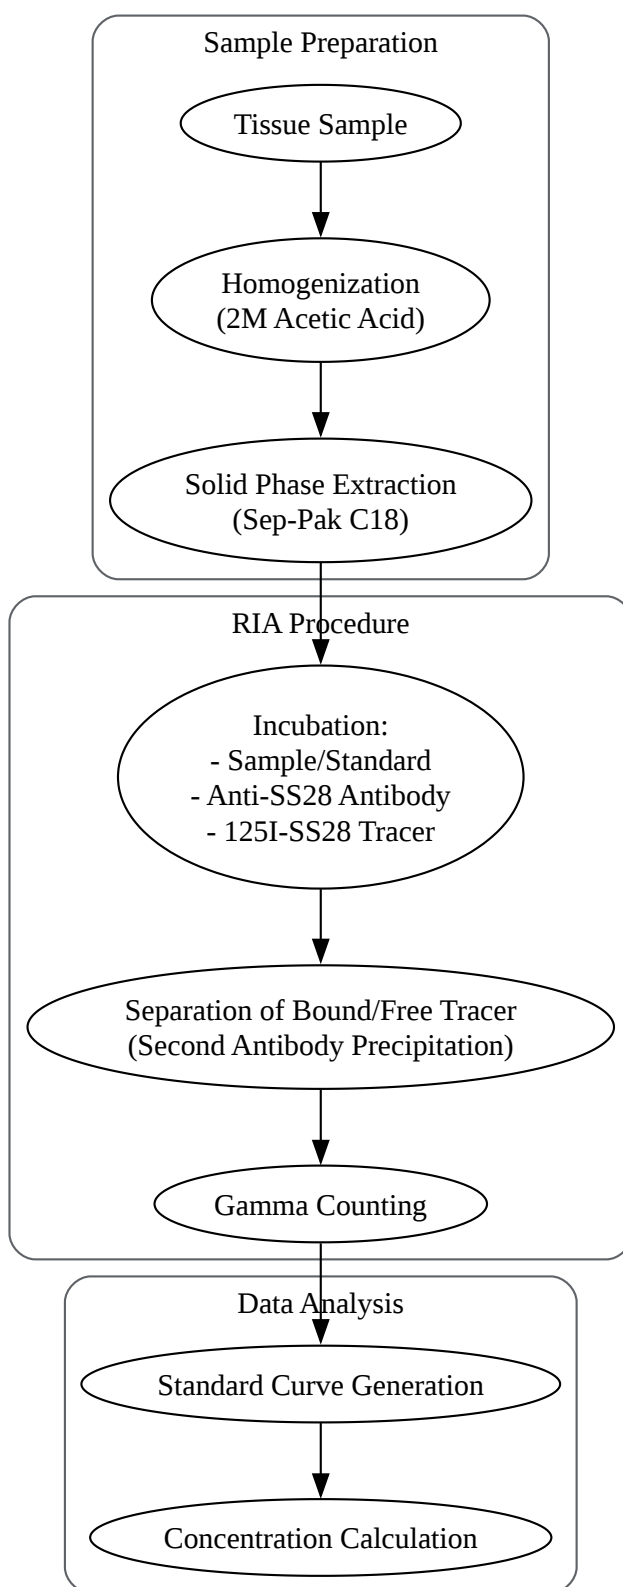 Sample Preparation
Tissue Sample
Homogenization
(2M Acetic Acid)
Solid Phase Extraction
(Sep-Pak C18)
RIA Procedure
Incubation:
- Sample/Standard
- Anti-SS28 Antibody
- 125I-SS28 Tracer
Separation of Bound/Free Tracer
(Second Antibody Precipitation)
Gamma Counting
Data Analysis
Standard Curve Generation
Concentration Calculation